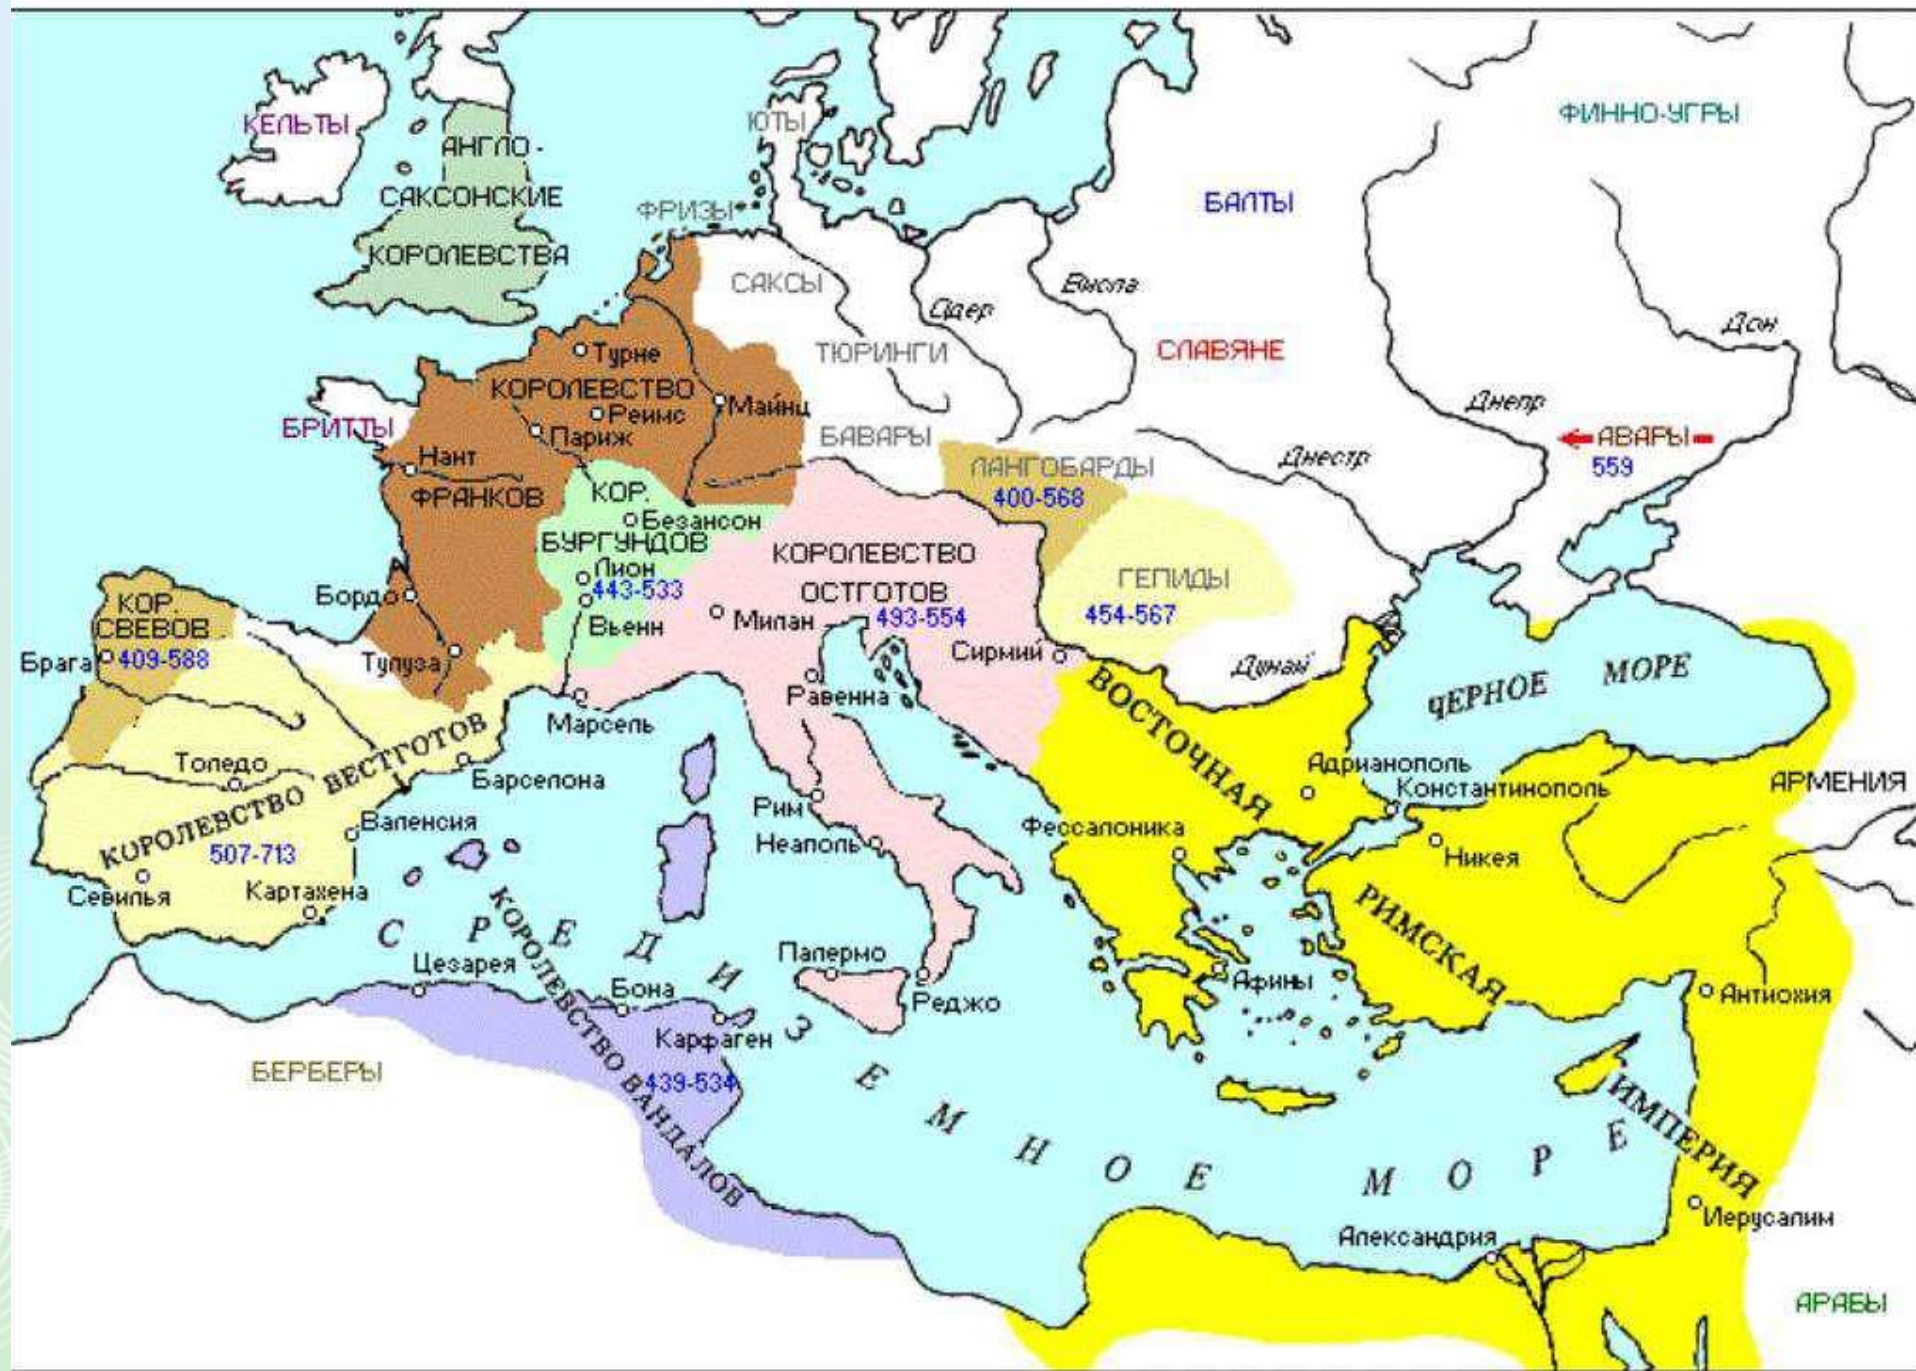 КЕЛЬТЫ
АНГЛО -
САКСОНСКИЕ
КОРОЛЕВСТВА
ЮТЫ
ФРИЗЫ
САКСЫ
ТЮРИНГИ
БАВАРЫ
ФИННО-УГРЫ
БАЛТЫ
СЛАВЯНЕ
Одер
Висла
Дон
Днепр
Днестр
АВАРЫ
559
БРИТТЫ
Турне
КОРОЛЕВСТВО
Реимс
Париж
Майнц
Нант
ФРАНКОВ
Бордо
Тулуза
КОР.
Безансон
БУРГУНДОВ
Лион
443-533
Вьенн
ЛАНГОБАРДЫ
400-568
ГЕПИДЫ
454-567
КОРОЛЕВСТВО
ОСТГОТОВ
493-554
Милан
Сирмий
Равенна
Марсель
Рим
Неаполь
Палермо
Реджо
КОР.
СВЕВОВ
Брага
409-588
Толедо
КОРОЛЕВСТВО ВЕСТГОТОВ
507-713
Барселона
Валенсия
Севилья
Картахена
Дунай
ЧЕРНОЕ МОРЕ
ВОСТОЧНАЯ
РИМСКАЯ
ИМПЕРИЯ
Адрианополь
Константинополь
Фессалоника
Никея
Афины
АРМЕНИЯ
Антиохия
Иерусалим
Александрия
АРАБЫ
СРЕДИЗЕМНОЕ МОРЕ
Цезарея
Бона
Карфаген
КОРОЛЕВСТВО ВАНДАЛОВ
439-534
БЕРБЕРЫ